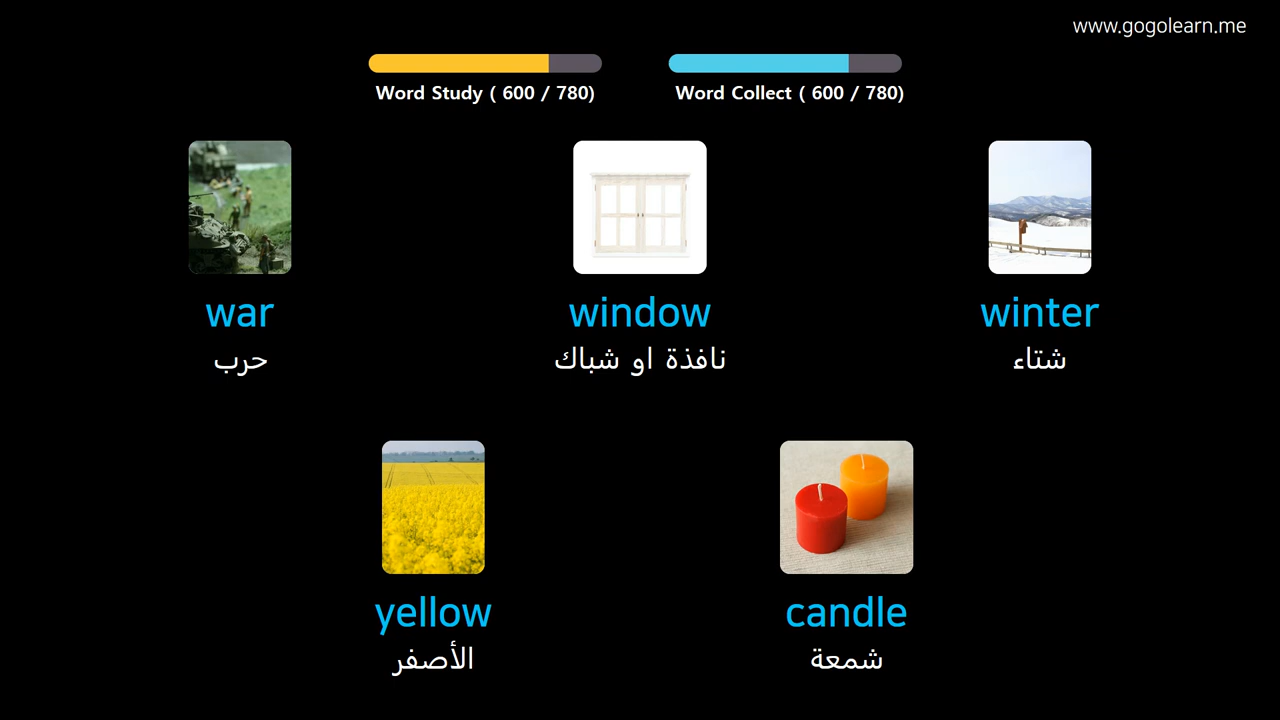 www.gogolearn.me
Word Study ( 600 / 780)
Word Collect ( 600 / 780)
war
حرب
window
نافذة او شباك
winter
شتاء
yellow
الأصفر
candle
شمعة